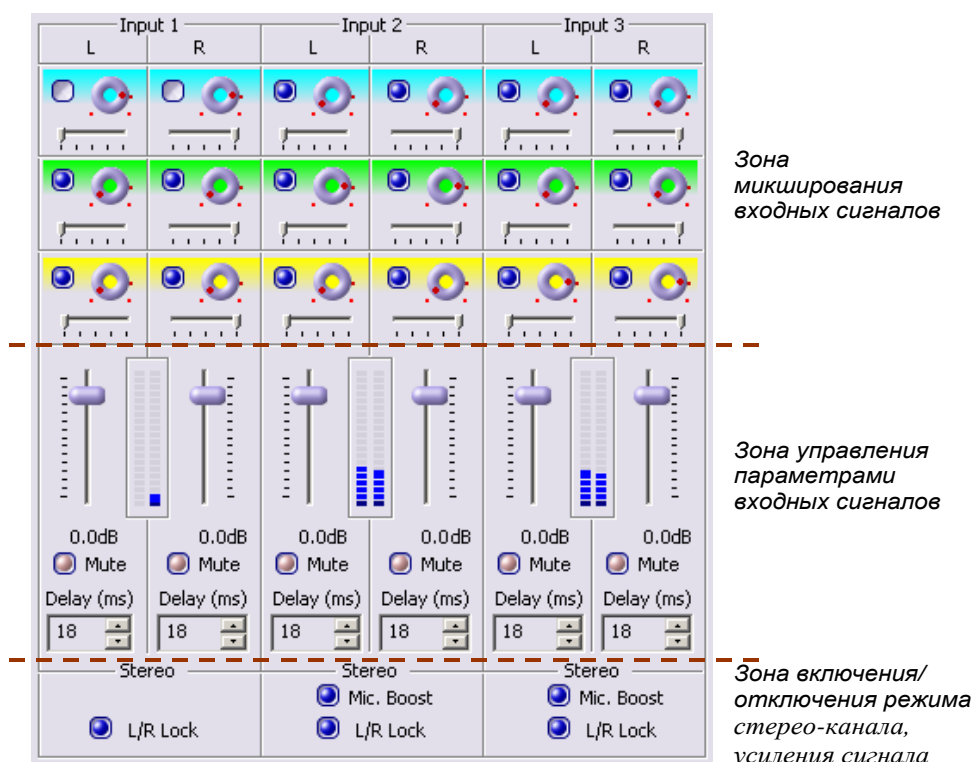 Input 1 Input 2 Input 3
L R L R L R
Зона
микширования
входных сигналов
Зона управления
параметрами
входных сигналов
0.0dB 0.0dB 0.0dB 0.0dB 0.0dB 0.0dB
Mute Mute Mute Mute Mute Mute
Delay (ms) Delay (ms) Delay (ms) Delay (ms) Delay (ms) Delay (ms)
18 18 18 18 18 18
Stereo Stereo Stereo
Mic. Boost Mic. Boost
L/R Lock L/R Lock L/R Lock
Зона включения/
отключения режима
стерео-канала,
усиления сигнала